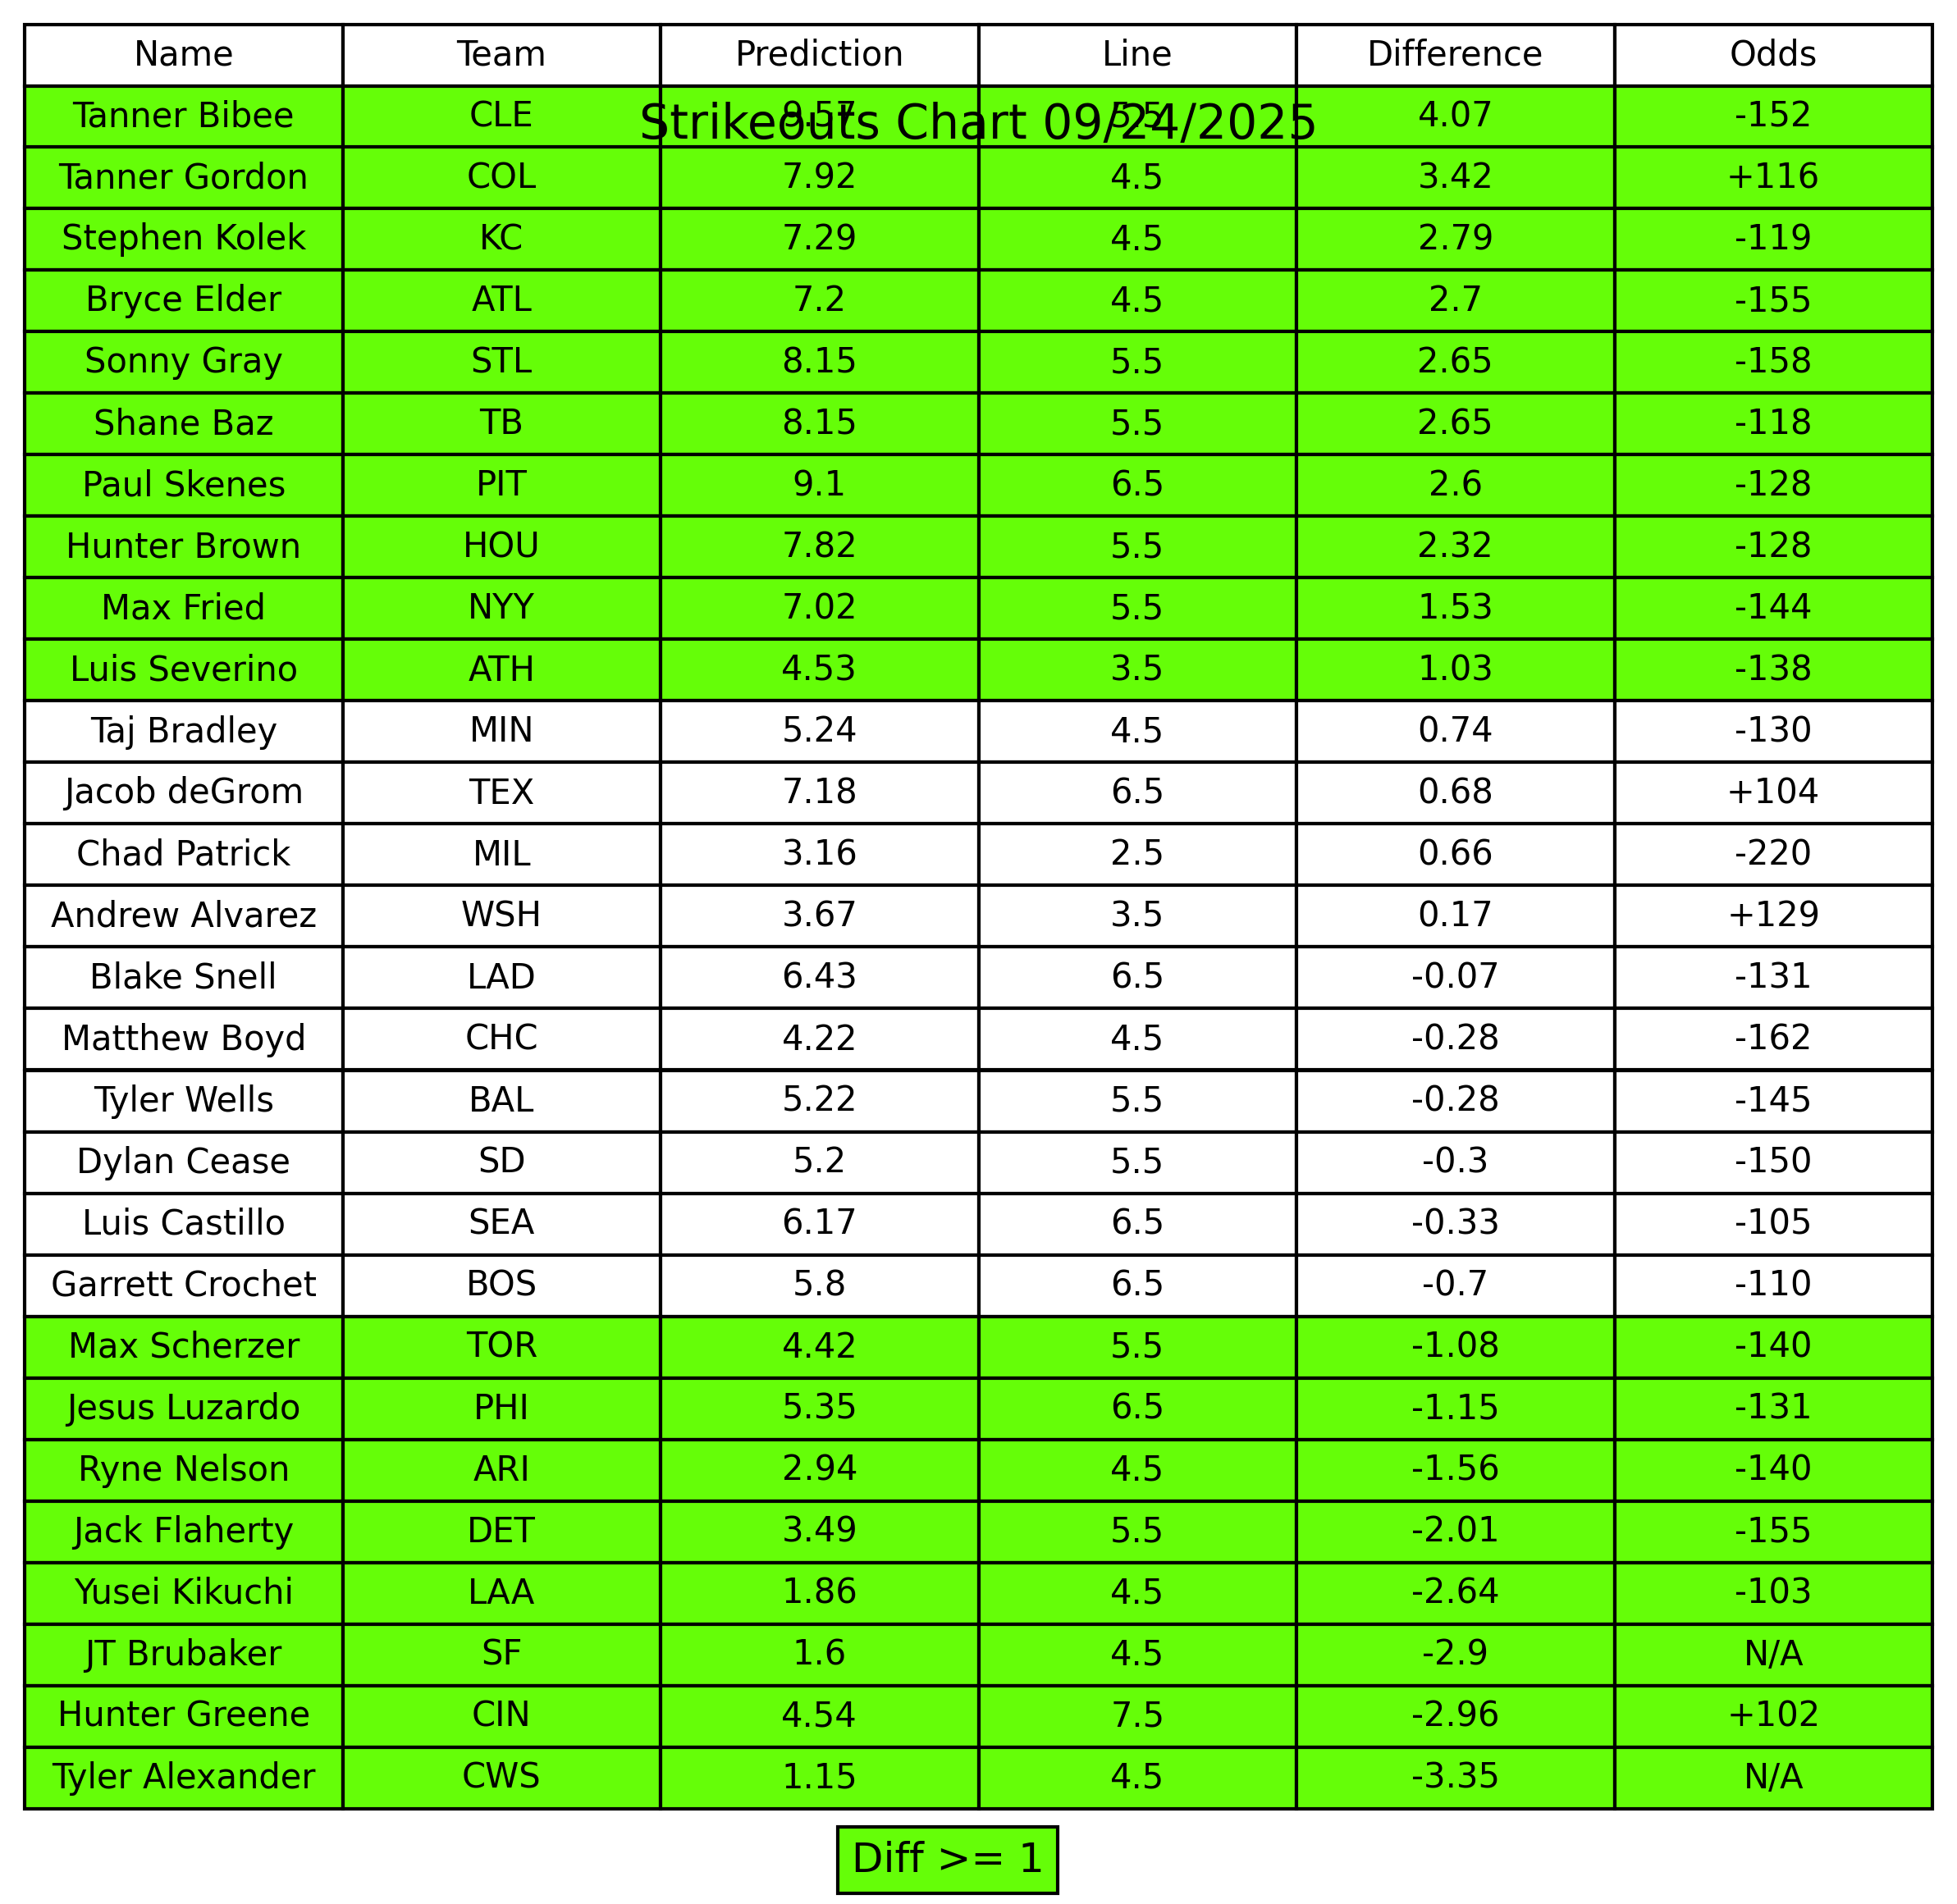 Name Team Prediction Line Difference Odds
Tanner Bibee CLE 9.57 5.5 4.07 -152
Strikeouts Chart 09/24/2025
Tanner Gordon COL 7.92 4.5 3.42 +116
Stephen Kolek KC 7.29 4.5 2.79 -119
Bryce Elder ATL 7.2 4.5 2.7 -155
Sonny Gray STL 8.15 5.5 2.65 -158
Shane Baz TB 8.15 5.5 2.65 -118
Paul Skenes PIT 9.1 6.5 2.6 -128
Hunter Brown HOU 7.82 5.5 2.32 -128
Max Fried NYY 7.02 5.5 1.53 -144
Luis Severino ATH 4.53 3.5 1.03 -138
Taj Bradley MIN 5.24 4.5 0.74 -130
Jacob deGrom TEX 7.18 6.5 0.68 +104
Chad Patrick MIL 3.16 2.5 0.66 -220
Andrew Alvarez WSH 3.67 3.5 0.17 +129
Blake Snell LAD 6.43 6.5 -0.07 -131
Matthew Boyd CHC 4.22 4.5 -0.28 -162
Tyler Wells BAL 5.22 5.5 -0.28 -145
Dylan Cease SD 5.2 5.5 -0.3 -150
Luis Castillo SEA 6.17 6.5 -0.33 -105
Garrett Crochet BOS 5.8 6.5 -0.7 -110
Max Scherzer TOR 4.42 5.5 -1.08 -140
Jesus Luzardo PHI 5.35 6.5 -1.15 -131
Ryne Nelson ARI 2.94 4.5 -1.56 -140
Jack Flaherty DET 3.49 5.5 -2.01 -155
Yusei Kikuchi LAA 1.86 4.5 -2.64 -103
JT Brubaker SF 1.6 4.5 -2.9 N/A
Hunter Greene CIN 4.54 7.5 -2.96 +102
Tyler Alexander CWS 1.15 4.5 -3.35 N/A
Diff >= 1